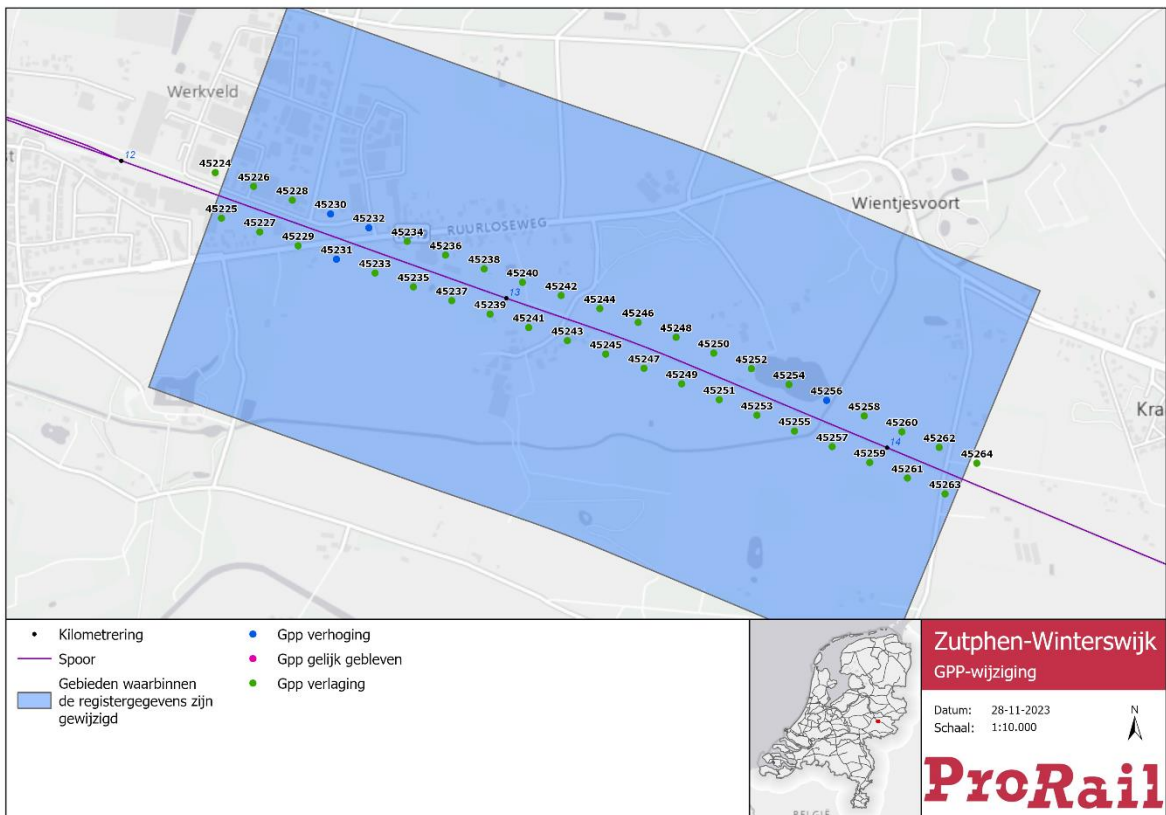 Werkveld
12
st
45224
45226
45228
45230
45232
45225
45227
45229
45231
45233
45234
45235
45236
45237
45238
45239
RUURLOSEWEG
Wientjesvoort
45240
13
45241
45242
45243
45244
45245
45246
45247
45248
45249
45250
45251
45252
45253
45254
45255
45256
45257
45258
45259
45260
14
45261
45262
45263
45264
Kra
Kilometrering
Spoor
Gebieden waarbinnen
de registergegevens zijn
gewijzigd
Gpp verhoging
Gpp gelijk gebleven
Gpp verlaging
BELGIË
Zutphen-Winterswijk
GPP-wijziging
Datum: 28-11-2023
Schaal: 1:10.000
N
ProRail